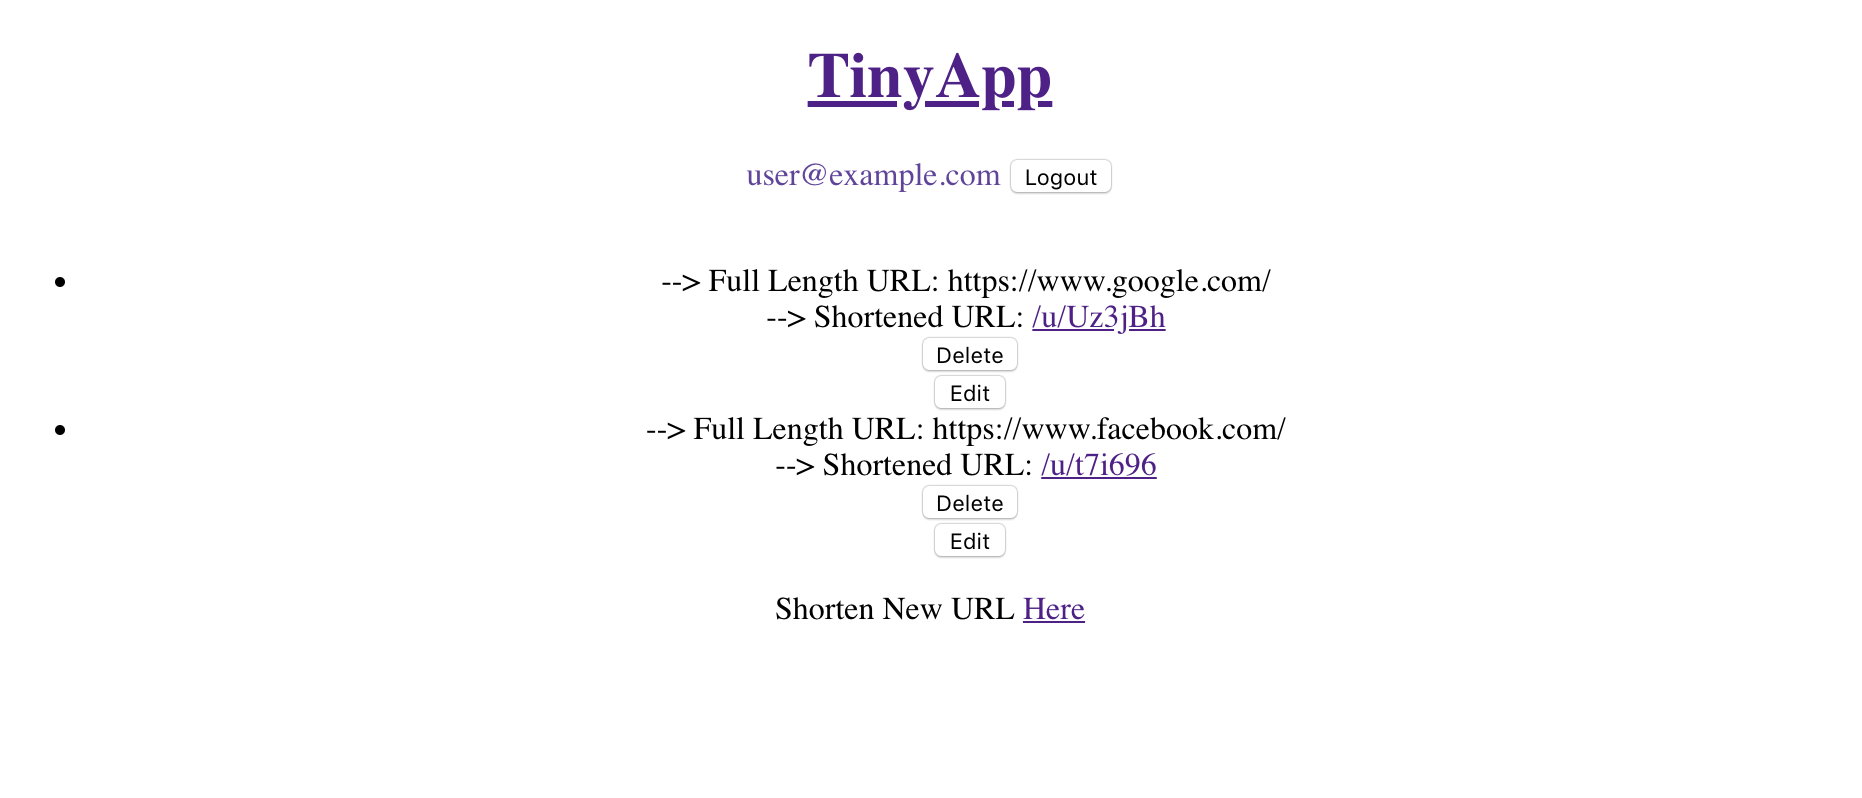 TinyApp
user@example.com Logout
--> Full Length URL: https://www.google.com/
--> Shortened URL: /u/Uz3jBh
Delete
Edit
--> Full Length URL: https://www.facebook.com/
--> Shortened URL: /u/t7i696
Delete
Edit
Shorten New URL Here